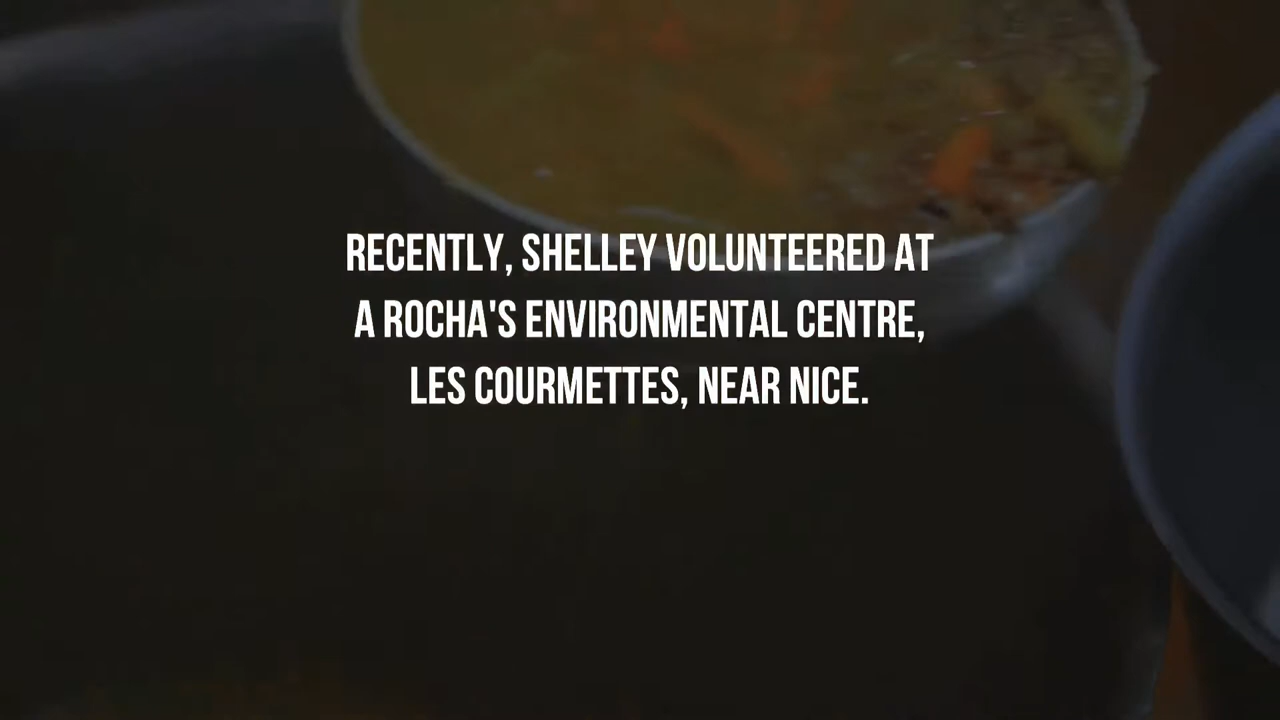 RECENTLY, SHELLEY VOLUNTEERED AT
A ROCHA'S ENVIRONMENTAL CENTRE,
LES COURMETTES, NEAR NICE.